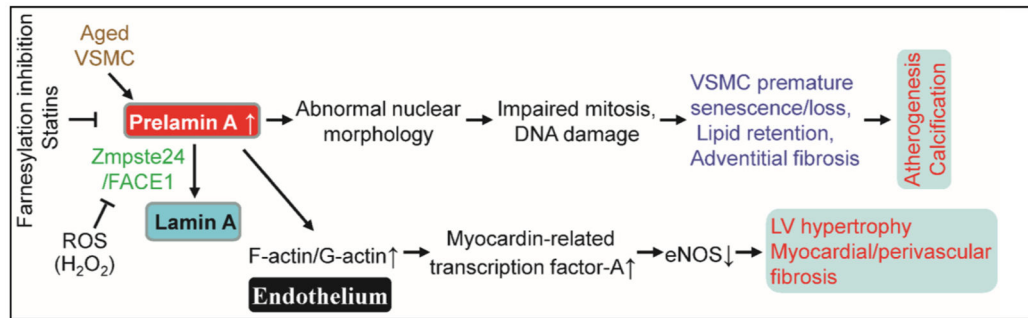 Farnesylation inhibition
Statins
Aged
VSMC
Prelamin A ↑
Abnormal nuclear
morphology
Impaired mitosis,
DNA damage
VSMC premature
senescence/loss,
Lipid retention,
Adventitial fibrosis
Atherogenesis
Calcification
Zmpste24
/FACE1
ROS
(H₂O₂)
Lamin A
F-actin/G-actin↑
Endothelium
Myocardin-related
transcription factor-A↑
eNOS↓
LV hypertrophy
Myocardial/perivascular
fibrosis